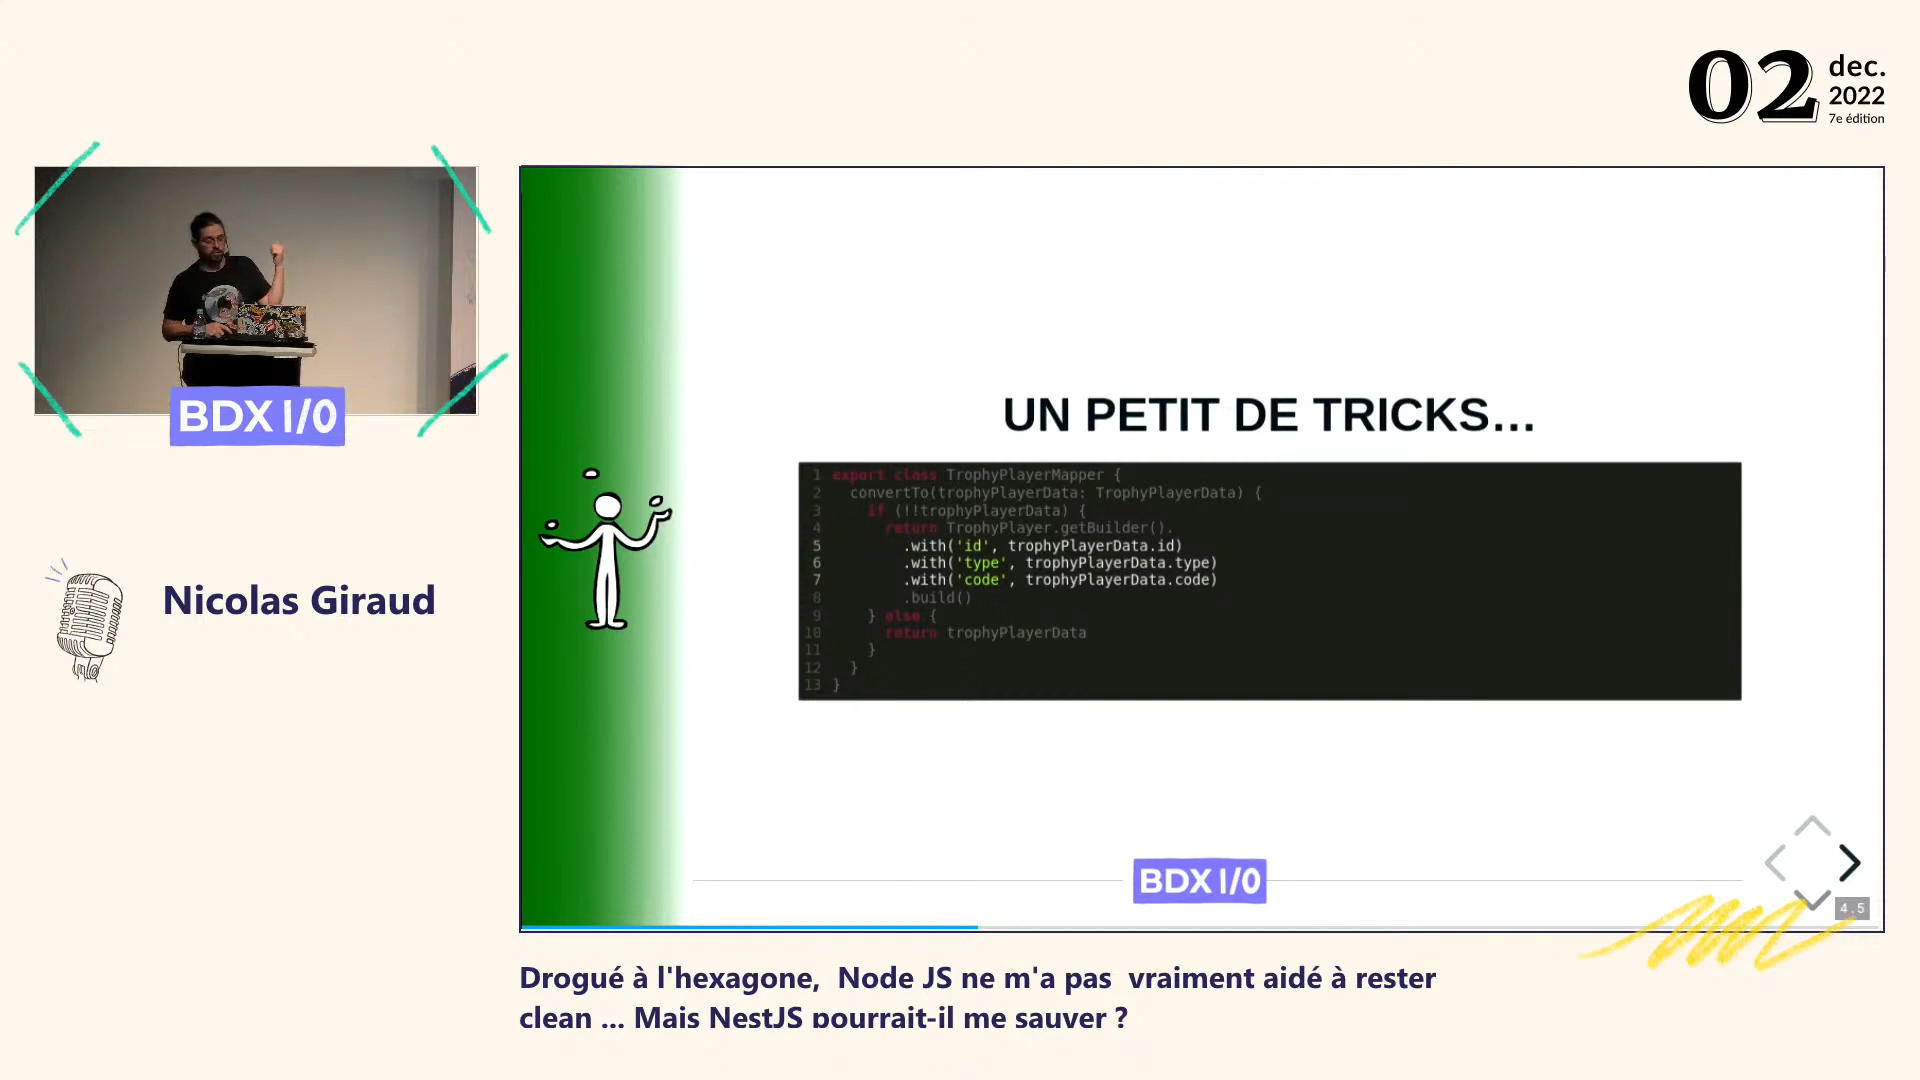 02
dec.
2022
7e édition
BDX I/O
Nicolas Giraud
UN PETIT DE TRICKS…
1 export class TrophyPlayerMapper {
2   convertTo(trophyPlayerData: TrophyPlayerData) {
3     if (!!trophyPlayerData) {
4       return TrophyPlayer.getBuilder().
5         .with('id', trophyPlayerData.id)
6         .with('type', trophyPlayerData.type)
7         .with('code', trophyPlayerData.code)
8         .build()
9     } else {
10       return trophyPlayerData
11     }
12   }
13 }
BDX I/O
4.5
Drogué à l'hexagone,  Node JS ne m'a pas  vraiment aidé à rester
clean ... Mais NestJS pourrait-il me sauver ?